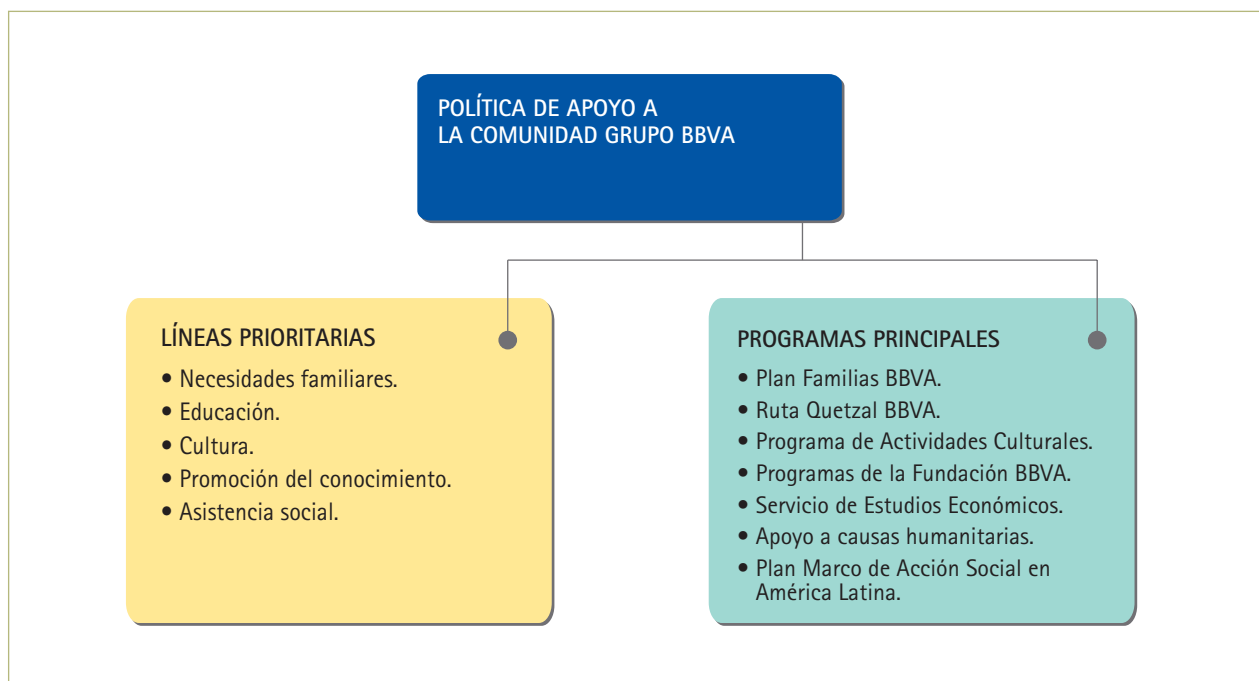 POLÍTICA DE APOYO A
LA COMUNIDAD GRUPO BBVA
LÍNEAS PRIORITARIAS
• Necesidades familiares.
• Educación.
• Cultura.
• Promoción del conocimiento.
• Asistencia social.
PROGRAMAS PRINCIPALES
• Plan Familias BBVA.
• Ruta Quetzal BBVA.
• Programa de Actividades Culturales.
• Programas de la Fundación BBVA.
• Servicio de Estudios Económicos.
• Apoyo a causas humanitarias.
• Plan Marco de Acción Social en
América Latina.